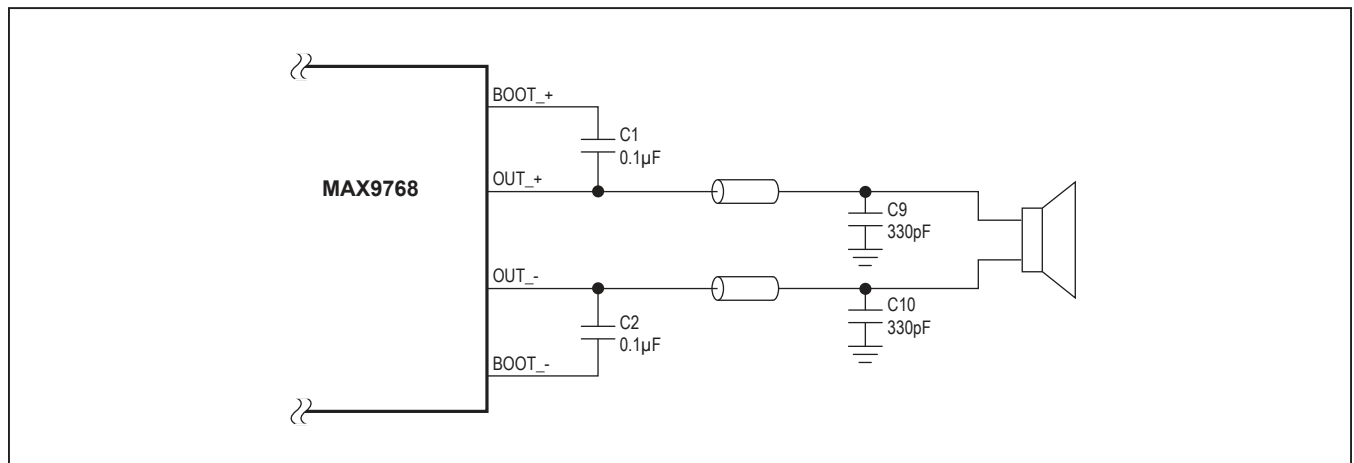 BOOT_+
C1
0.1µF
MAX9768
OUT_+
C9
330pF
OUT_-
C10
330pF
C2
0.1µF
BOOT_-